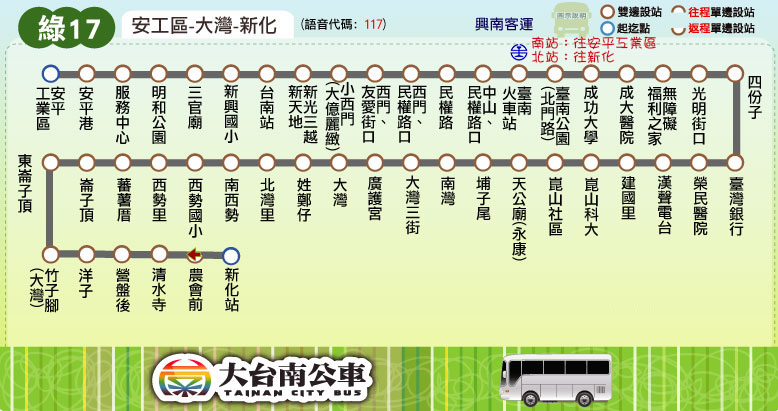 綠17
安工區-大灣-新化
(語音代碼: 117)
興南客運
圖示說明
雙邊設站
往程單邊設站
起迄點
返程單邊設站
南站：往安平工業區
北站：往新化
安平工業區
安平港
服務中心
明和公園
三官廟
新興國小
台南站
新光三越新天地
小西門(大億麗緻)
西門、友愛街口
西門、民權路口
民權路
中山、民權路口
臺南火車站
臺南公園(北門路)
成功大學
成大醫院
無障礙福利之家
光明街口
四份子
臺灣銀行
榮民醫院
漢聲電台
建國里
崑山科大
崑山社區
天公廟(永康)
埔子尾
南灣
大灣三街
廣護宮
大灣
姓鄭仔
北灣里
南西勢
西勢國小
西勢里
蕃薯厝
崙子頂
東崙子頂
竹子腳(大灣)
洋子
營盤後
清水寺
農會前
新化站
大台南公車
TAINAN CITY BUS